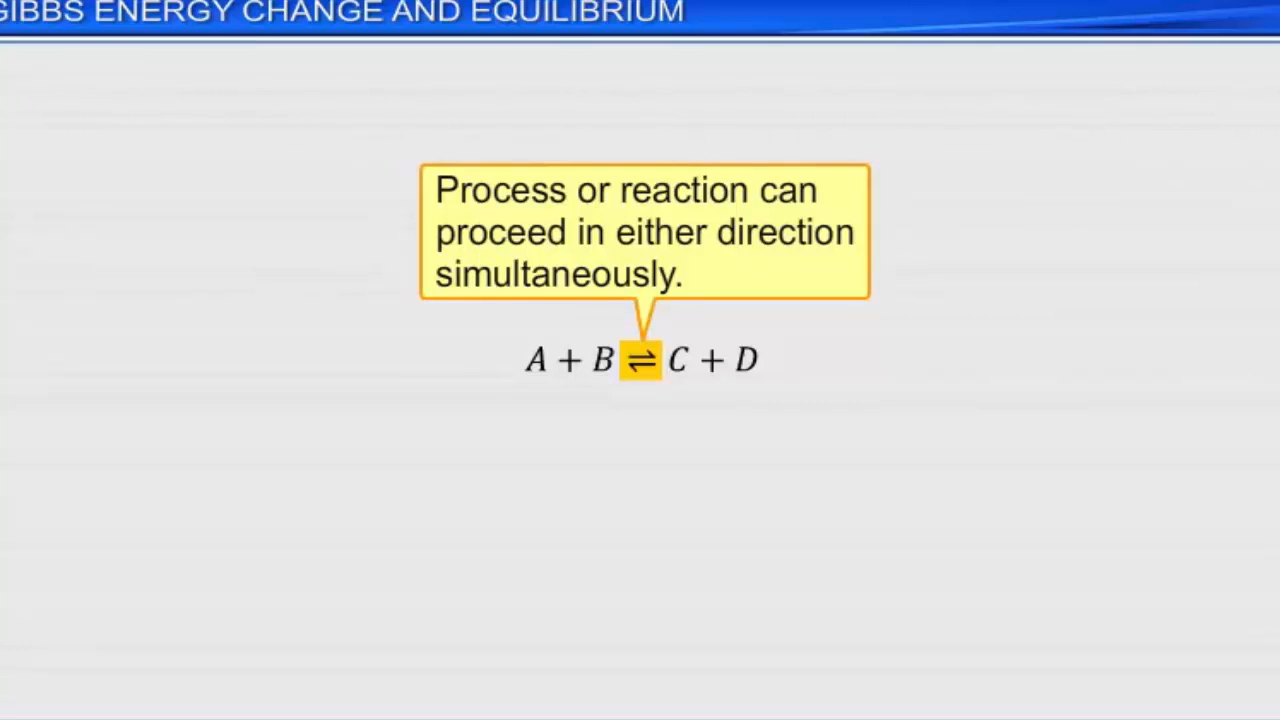 GIBBS ENERGY CHANGE AND EQUILIBRIUM
Process or reaction can
proceed in either direction
simultaneously.
A + B ⇌ C + D